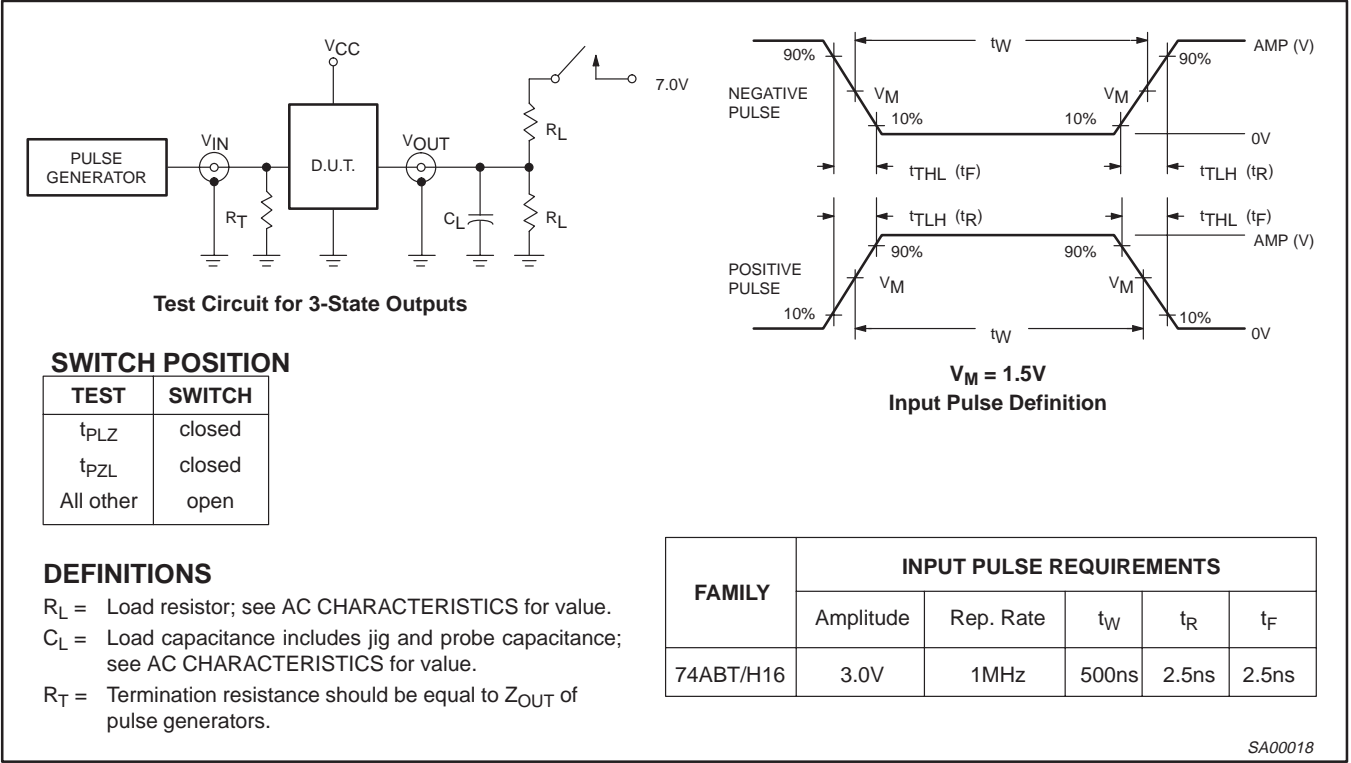 VCC
7.0V
RL
VIN
VOUT
PULSE
GENERATOR
D.U.T.
RT
CL
RL
Test Circuit for 3-State Outputs
tW
AMP (V)
90%
90%
NEGATIVE
PULSE
VM
VM
10%
10%
0V
tTHL (tF)
tTLH (tR)
tTLH (tR)
tTHL (tF)
AMP (V)
90%
90%
POSITIVE
PULSE
VM
VM
10%
10%
tW
0V
VM = 1.5V
Input Pulse Definition
SWITCH POSITION
TEST SWITCH
tPLZ closed
tPZL closed
All other open
DEFINITIONS
RL = Load resistor; see AC CHARACTERISTICS for value.
CL = Load capacitance includes jig and probe capacitance;
see AC CHARACTERISTICS for value.
RT = Termination resistance should be equal to ZOUT of
pulse generators.
FAMILY
INPUT PULSE REQUIREMENTS
Amplitude Rep. Rate tW tR tF
74ABT/H16 3.0V 1MHz 500ns 2.5ns 2.5ns
SA00018